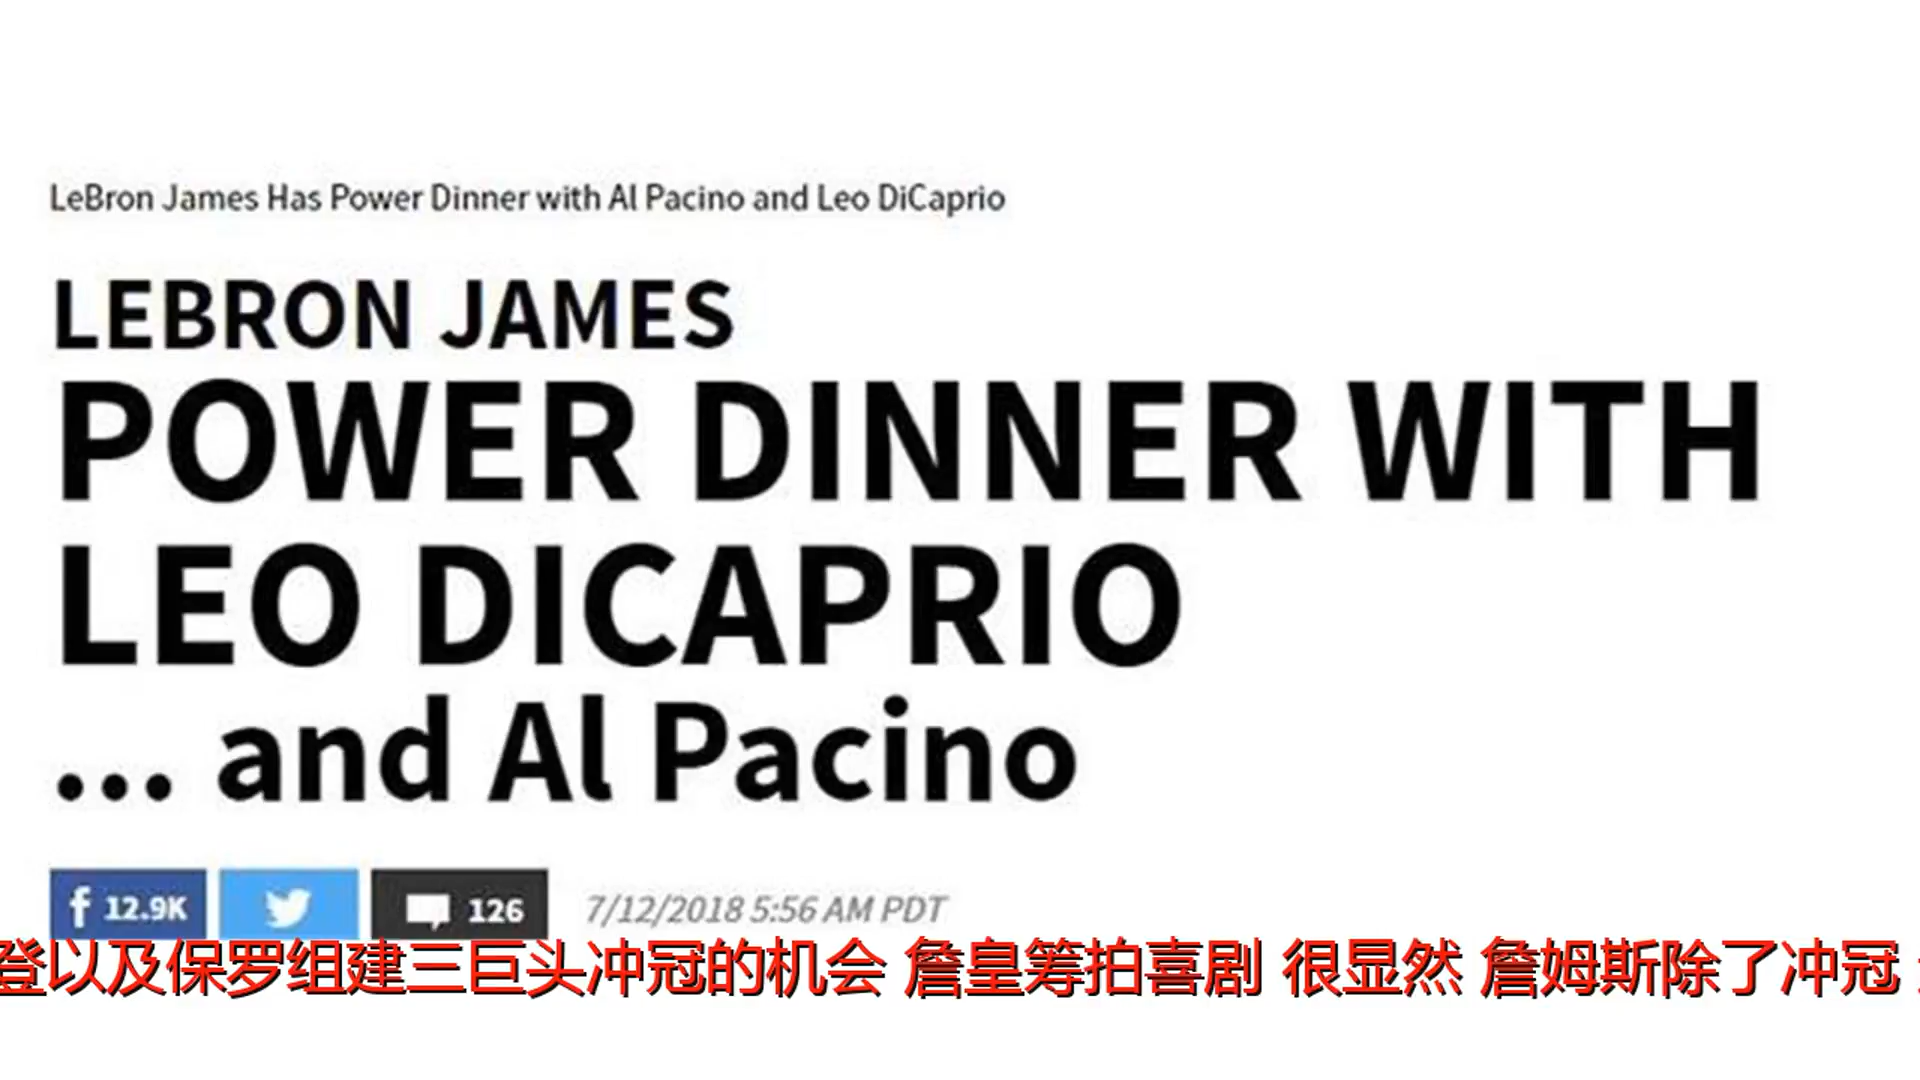 LeBron James Has Power Dinner with Al Pacino and Leo DiCaprio
LEBRON JAMES
POWER DINNER WITH
LEO DICAPRIO
... and Al Pacino
f 12.9K 126 7/12/2018 5:56 AM PDT
登以及保罗组建三巨头冲冠的机会 詹皇筹拍喜剧 很显然 詹姆斯除了冲冠